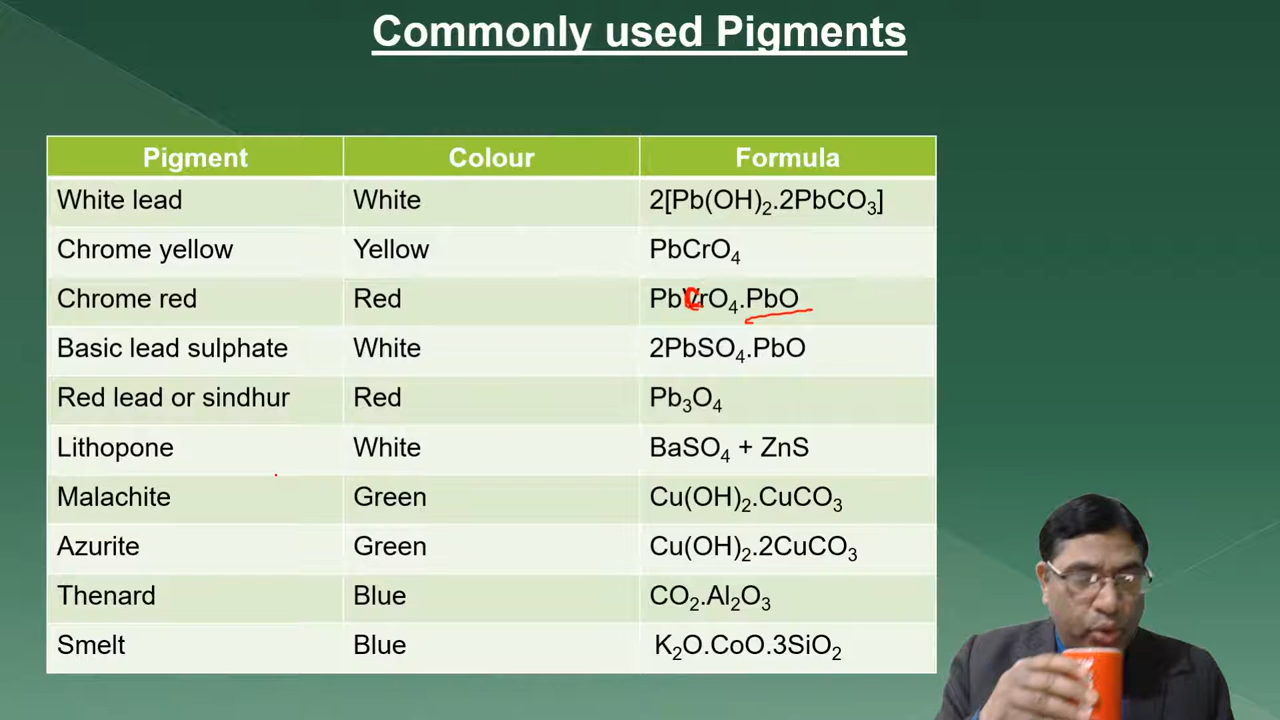 Commonly used Pigments
Pigment Colour Formula
White lead White 2[Pb(OH)₂.2PbCO₃]
Chrome yellow Yellow PbCrO₄
Chrome red Red PbCrO₄.PbO
Basic lead sulphate White 2PbSO₄.PbO
Red lead or sindhur Red Pb₃O₄
Lithopone White BaSO₄ + ZnS
Malachite Green Cu(OH)₂.CuCO₃
Azurite Green Cu(OH)₂.2CuCO₃
Thenard Blue CO₂.Al₂O₃
Smelt Blue K₂O.CoO.3SiO₂